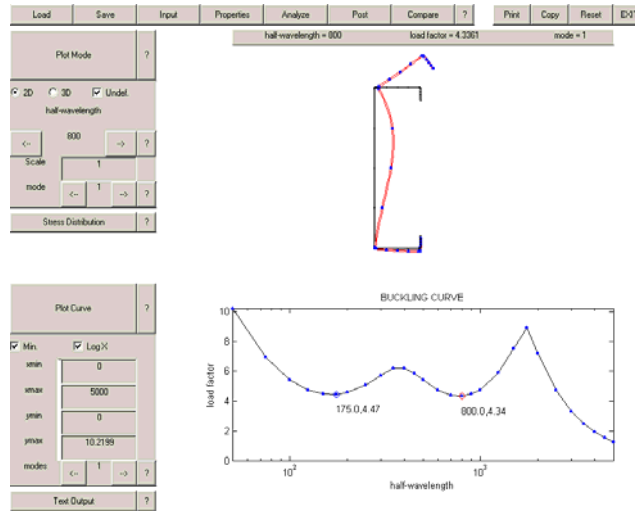 Load Save Input Properties Analyze Post Compare ? Print Copy Reset EXIT
half-wavelength = 800 load factor = 4.3361 mode = 1
Plot Mode ?
2D 3D Undef.
half-wavelength
<-- 800 --> ?
Scale 1
mode <-- 1 --> ?
Stress Distribution ?
Plot Curve ?
Min. Log X
xmin 0
xmax 5000
ymin 0
ymax 10.2199
modes <-- 1 --> ?
Text Output ?
BUCKLING CURVE
10
8
6
4
2
0
load factor
175.0,4.47
800.0,4.34
10²
10³
half-wavelength